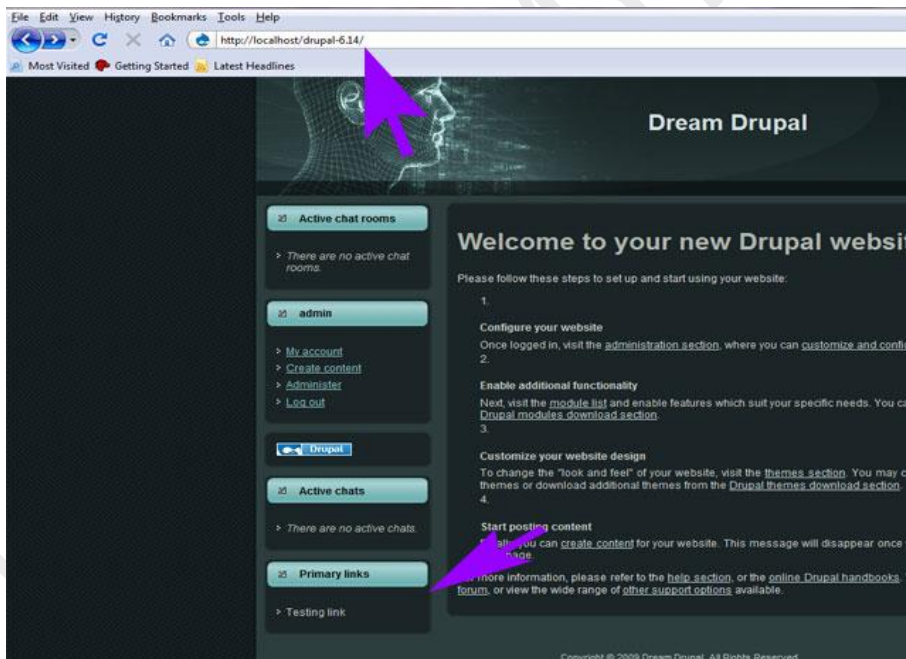 File Edit View History Bookmarks Tools Help
http://localhost/drupal-6.14/
Most Visited Getting Started Latest Headlines
Dream Drupal
Active chat rooms
There are no active chat
rooms.
admin
My account
Create content
Administer
Log out
Drupal
Active chats
There are no active chats.
Primary links
Testing link
Welcome to your new Drupal websi
Please follow these steps to set up and start using your website:
1.
Configure your website
Once logged in, visit the administration section, where you can customize and confi
2.
Enable additional functionality
Next, visit the module list and enable features which suit your specific needs. You ca
Drupal modules download section.
3.
Customize your website design
To change the "look and feel" of your website, visit the themes section. You may c
themes or download additional themes from the Drupal themes download section.
4.
Start posting content
you can create content for your website. This message will disappear once
more information, please refer to the help section, or the online Drupal handbooks.
forum, or view the wide range of other support options available.
Copyright © 2009 Dream Drupal. All Rights Reserved